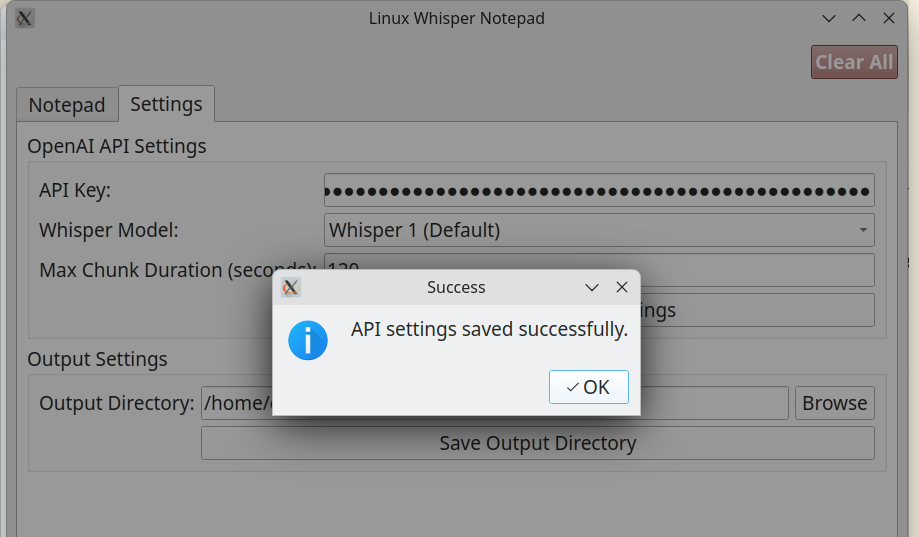 Linux Whisper Notepad
Clear All
Notepad Settings
OpenAI API Settings
API Key:
Whisper Model: Whisper 1 (Default)
Max Chunk Duration (seconds): 120
ings
Success
API settings saved successfully.
OK
Output Settings
Output Directory: /home/ Browse
Save Output Directory